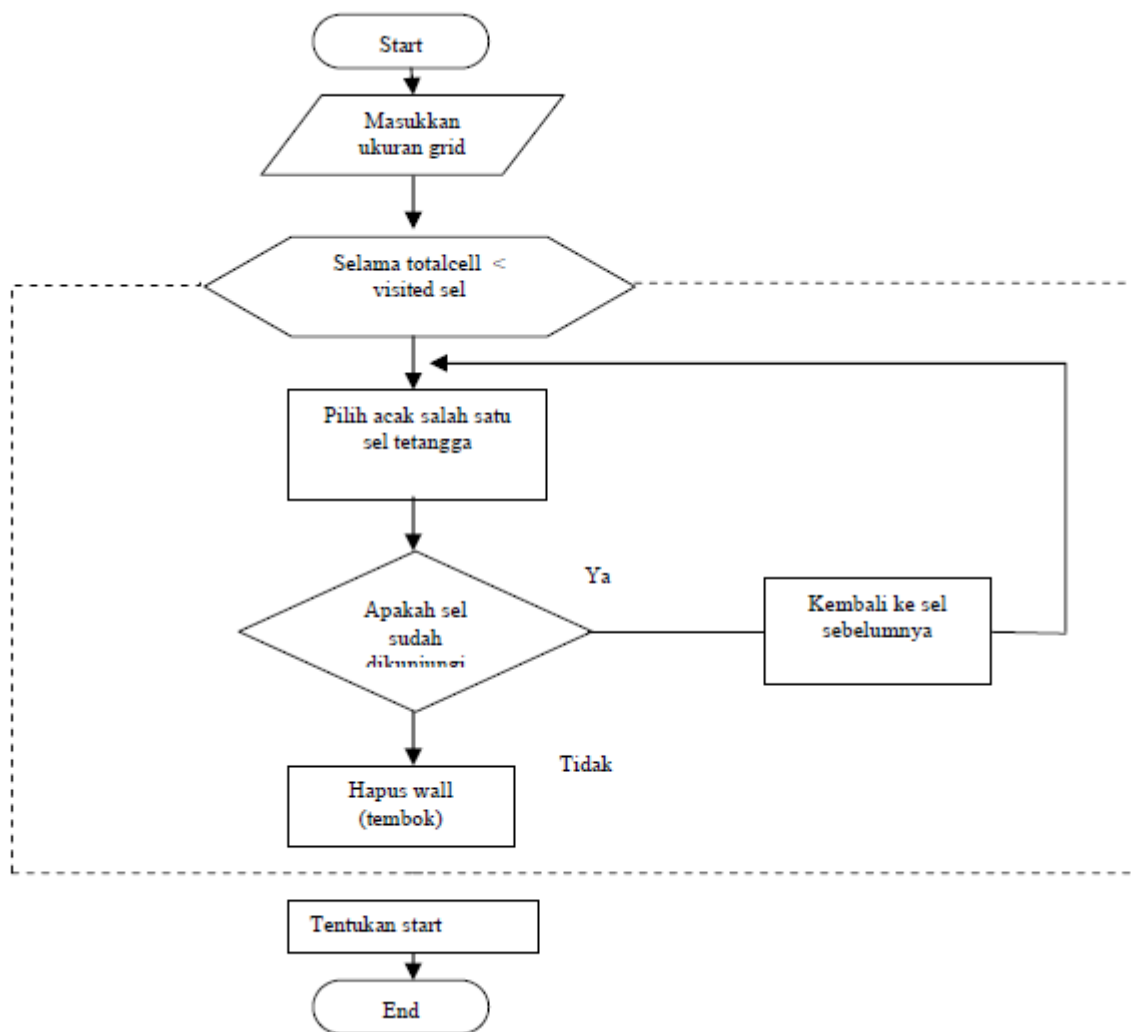 Start
Masukkan
ukuran grid
Selama totalcell <
visited sel
Pilih acak salah satu
sel tetangga
Ya
Apakah sel
sudah
dikunjungi
Kembali ke sel
sebelumnya
Tidak
Hapus wall
(tembok)
Tentukan start
End